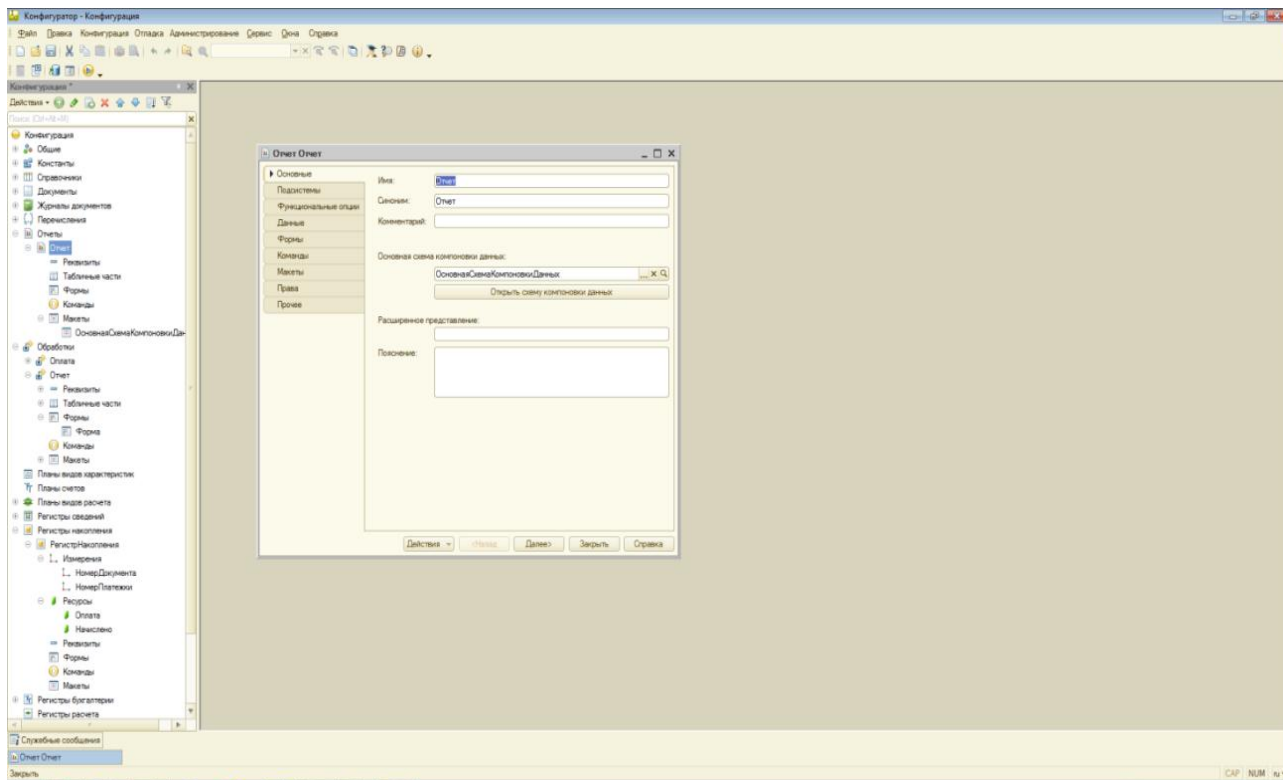 Конфигуратор - Конфигурация
Файл Правка Конфигурация Отладка Администрирование Сервис Окна Справка
Конфигурация *
Действия
Поиск (Ctrl+Alt+M)
Конфигурация
Общие
Константы
Справочники
Документы
Журналы документов
Перечисления
Отчеты
Отчет
Реквизиты
Табличные части
Формы
Команды
Макеты
ОсновнаяСхемаКомпоновкиДан
Обработки
Оплата
Отчет
Реквизиты
Табличные части
Формы
Форма
Команды
Макеты
Планы видов характеристик
Планы счетов
Планы видов расчета
Регистры сведений
Регистры накопления
РегистрНакопления
Измерения
НомерДокумента
НомерПлатежки
Ресурсы
Оплата
Начислено
Реквизиты
Формы
Команды
Макеты
Регистры бухгалтерии
Регистры расчета
Отчет Отчет
Основные
Подсистемы
Функциональные опции
Данные
Формы
Команды
Макеты
Права
Прочее
Имя: Отчет
Синоним: Отчет
Комментарий:
Основная схема компоновки данных:
ОсновнаяСхемаКомпоновкиДанных ...
Открыть схему компоновки данных
Расширенное представление:
Пояснение:
Действия <Назад Далее> Закрыть Справка
Служебные сообщения
Отчет Отчет
Закрыть CAP NUM ru